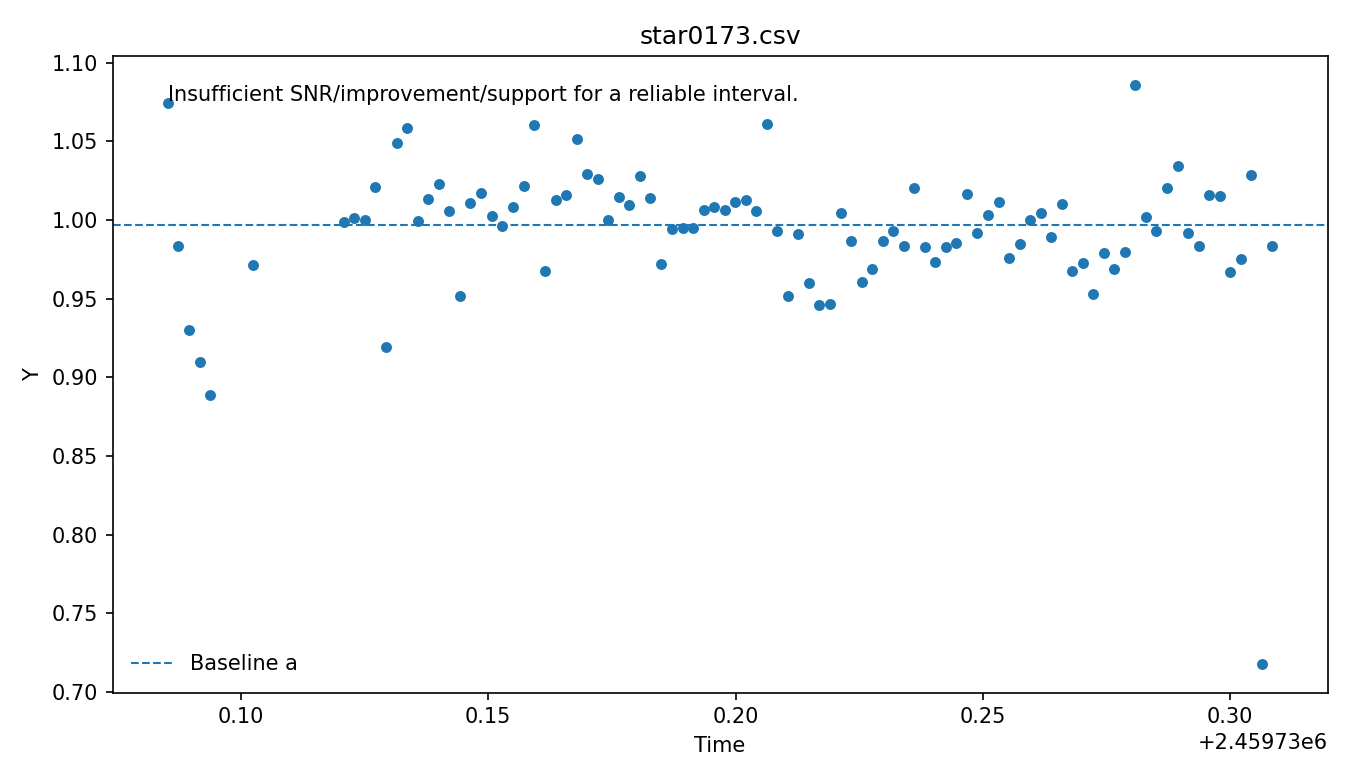 star0173.csv
Insufficient SNR/improvement/support for a reliable interval.
1.10
1.05
1.00
0.95
0.90
0.85
0.80
0.75
0.70
Y
Baseline a
0.10 0.15 0.20 0.25 0.30
Time
+2.45973e6